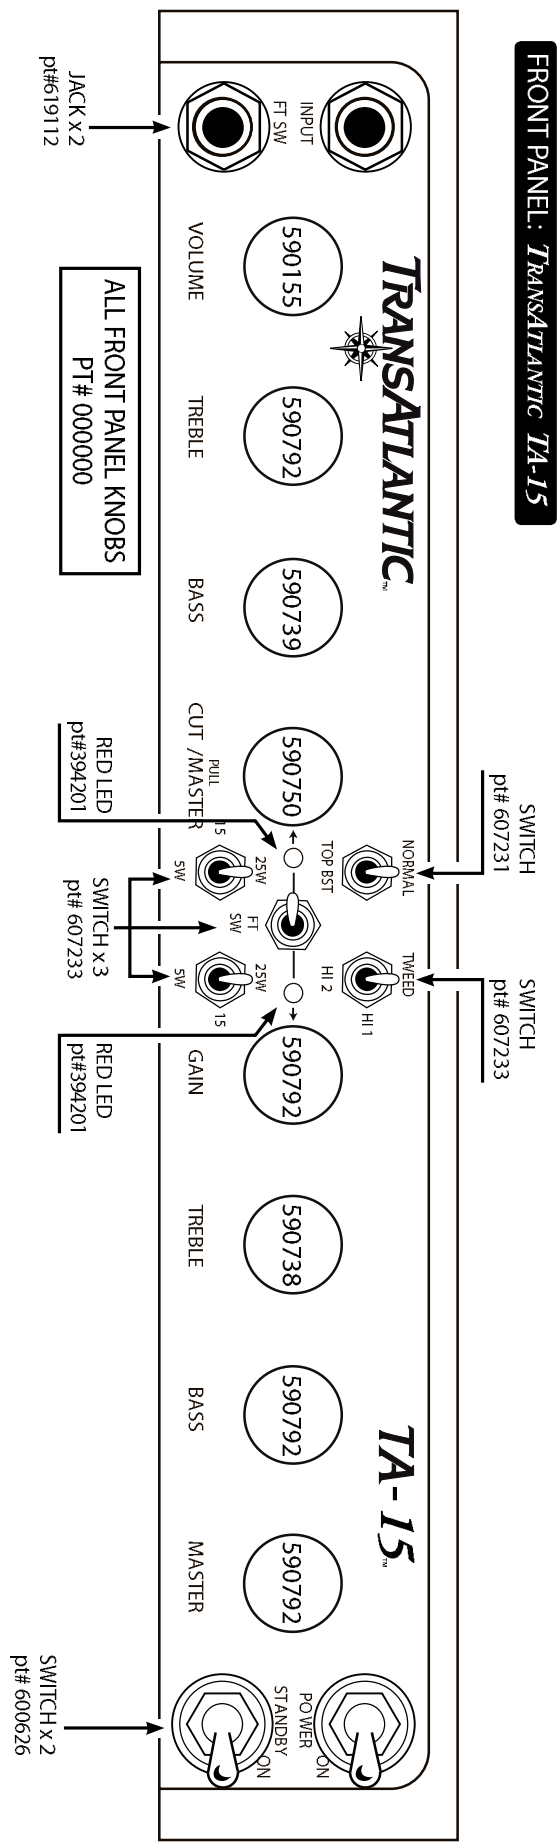 FRONT PANEL: TRANSATLANTIC TA-15
SWITCH
pt# 607231
SWITCH
pt# 607233
TRANSATLANTIC™
TA-15™
INPUT
FT SW
NORMAL
TOP BST
TWEED
HI 1
HI 2
POWER
ON
STANDBY
ON
590155
590792
590739
590750
590792
590738
590792
590792
FT
SW
15
25W
5W
25W
5W
15
VOLUME
TREBLE
BASS
PULL
CUT /MASTER
GAIN
TREBLE
BASS
MASTER
JACK x 2
pt#619112
ALL FRONT PANEL KNOBS
PT# 000000
RED LED
pt#394201
SWITCH x 3
pt# 607233
RED LED
pt#394201
SWITCH x 2
pt# 600626